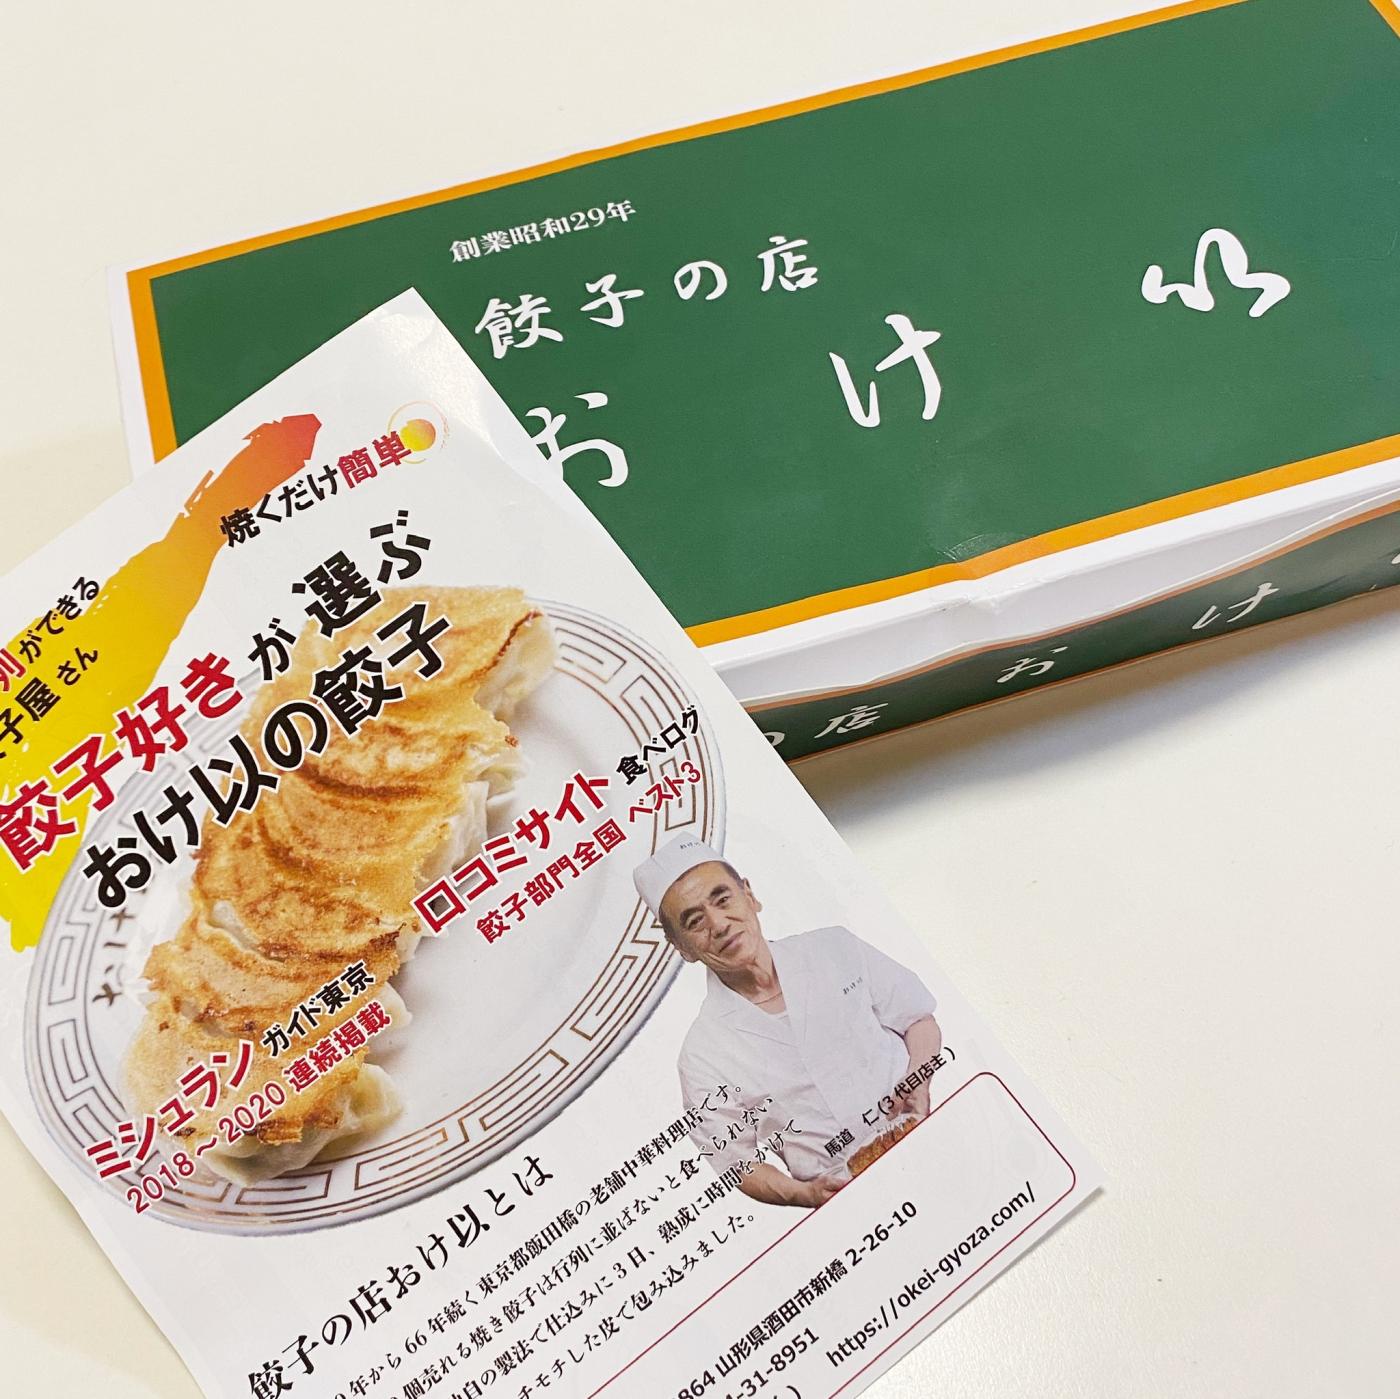 創業昭和29年
餃子の店
おけ以
の店
おけ
列ができる
子屋さん
焼くだけ簡単
餃子好きが選ぶ
おけ以の餃子
口コミサイト 食べログ
餃子部門全国 ベスト3
ミシュラン ガイド東京
2018～2020 連続掲載
馬道 仁(3代目店主)
餃子の店おけ以とは
年から66年続く東京都飯田橋の老舗中華料理店です。
個売れる焼き餃子は行列に並ばないと食べられない
の製法で仕込みに3日、熟成に時間をかけて
チモチした皮で包み込みました。
864 山形県酒田市新橋2-26-10
-31-8951
https://okei-gyoza.com/